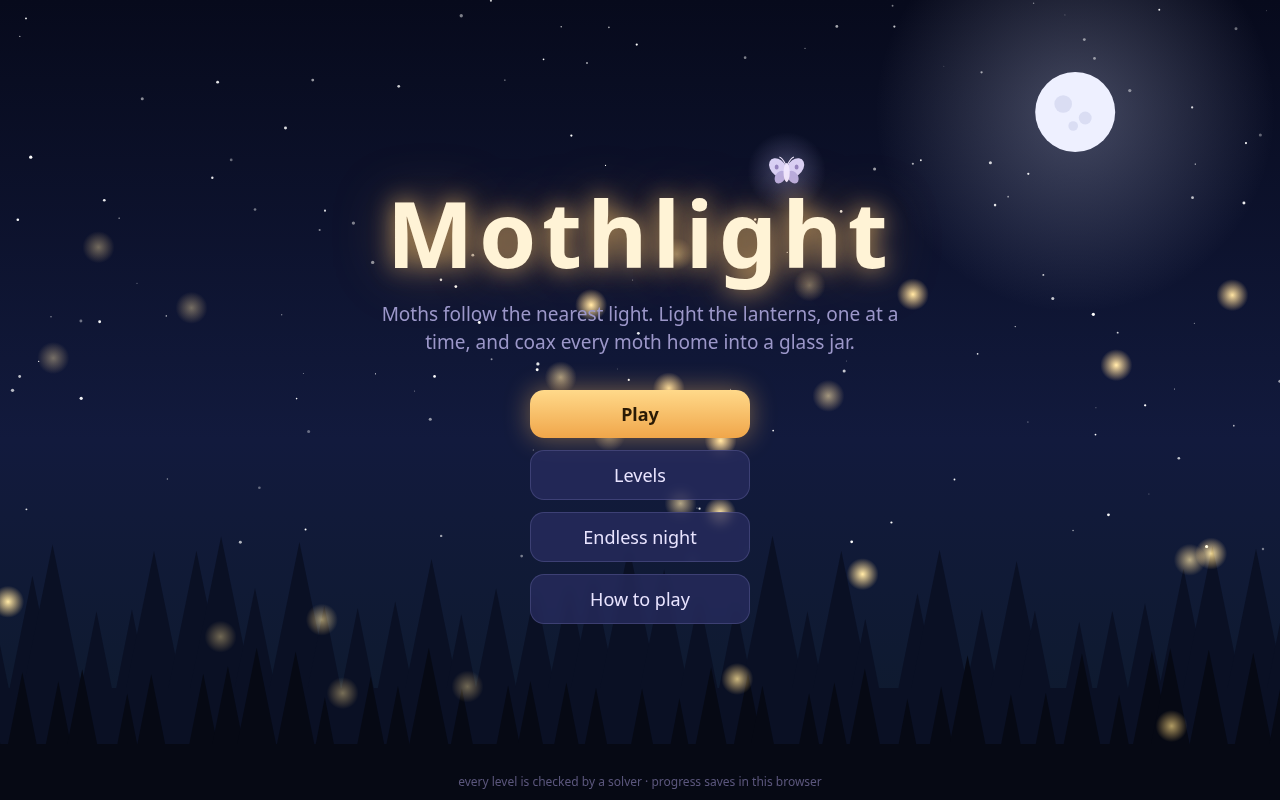 Mothlight
Moths follow the nearest light. Light the lanterns, one at a
time, and coax every moth home into a glass jar.
Play
Levels
Endless night
How to play
every level is checked by a solver · progress saves in this browser